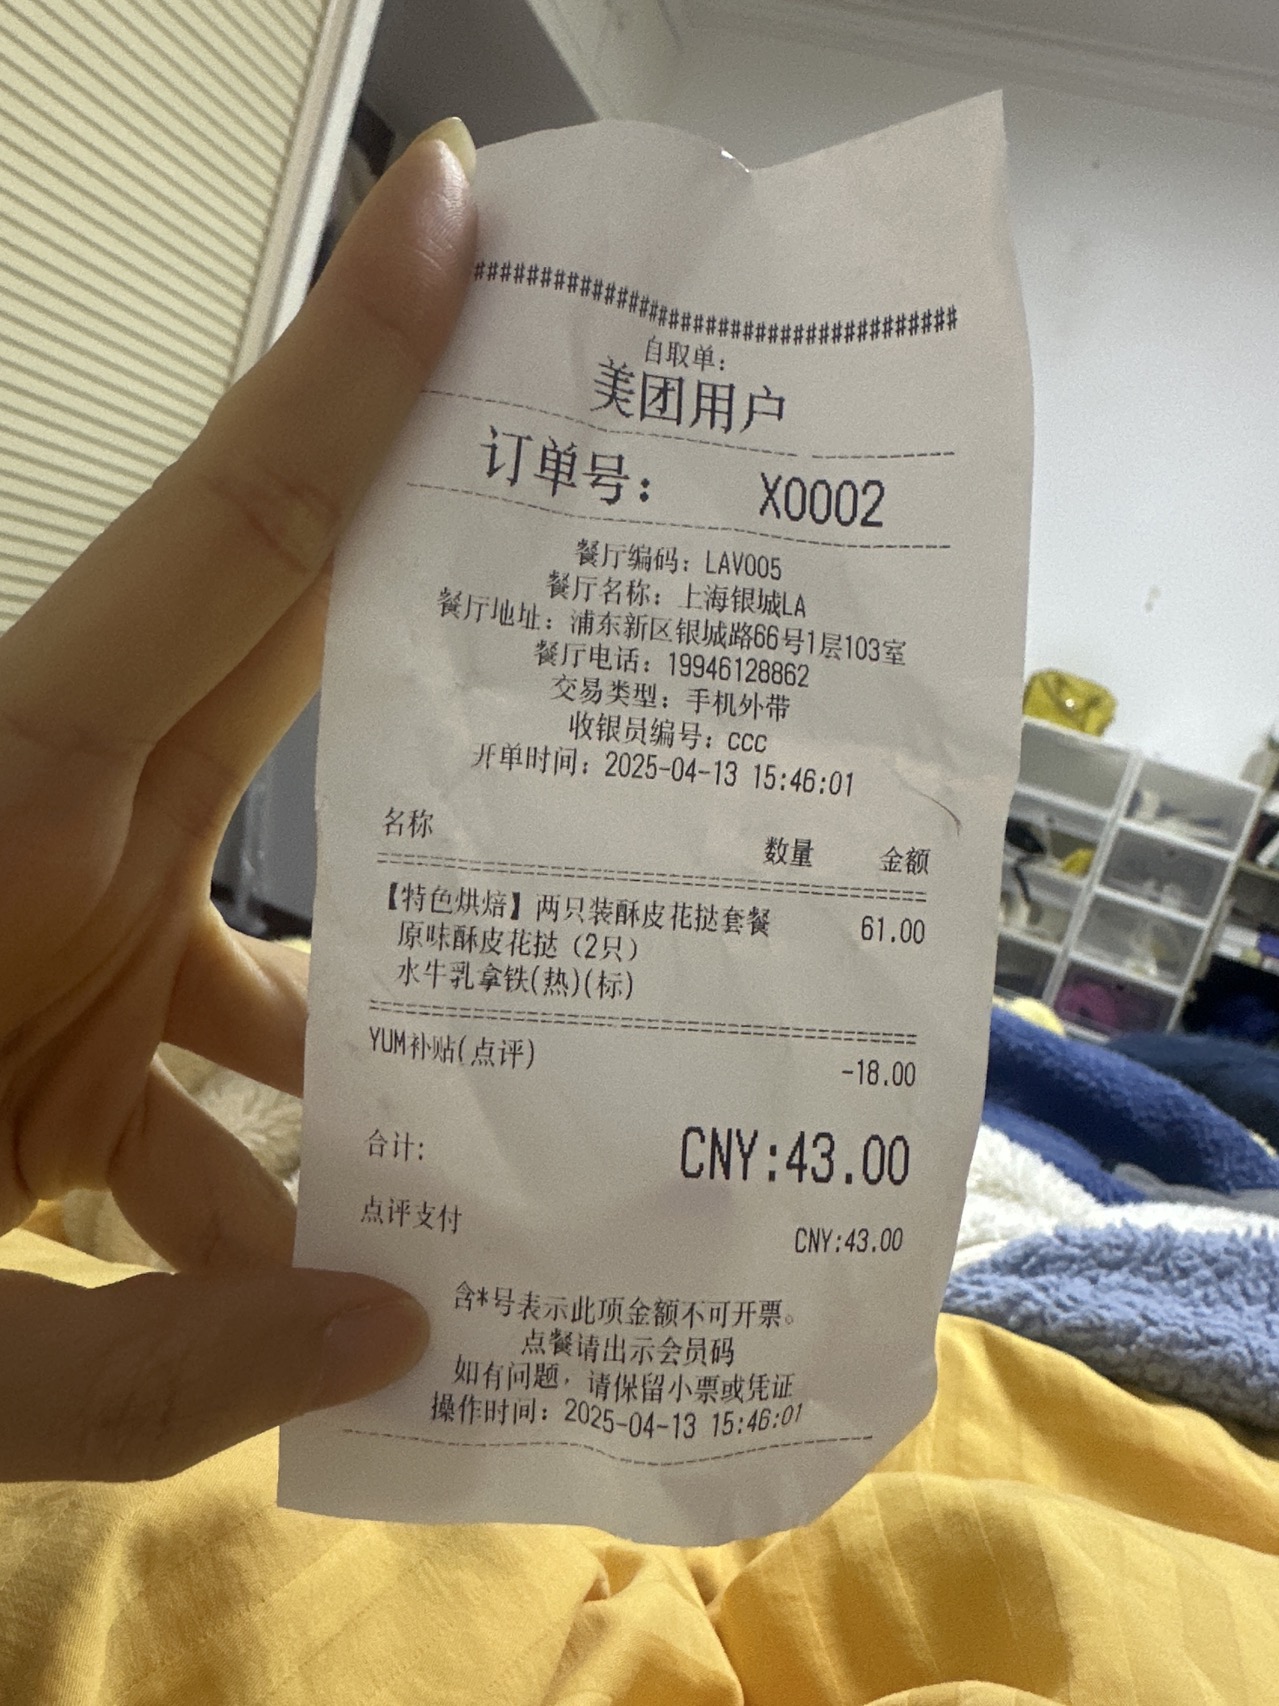 ######################################
自取单:
美团用户
订单号: X0002
餐厅编码: LAV005
餐厅名称: 上海银城LA
餐厅地址: 浦东新区银城路66号1层103室
餐厅电话: 19946128862
交易类型: 手机外带
收银员编号: ccc
开单时间: 2025-04-13 15:46:01
名称 数量 金额
【特色烘焙】两只装酥皮花挞套餐 61.00
原味酥皮花挞（2只）
水牛乳拿铁(热)(标)
YUM补贴(点评) -18.00
合计: CNY:43.00
点评支付 CNY:43.00
含*号表示此项金额不可开票。
点餐请出示会员码
如有问题，请保留小票或凭证
操作时间: 2025-04-13 15:46:01